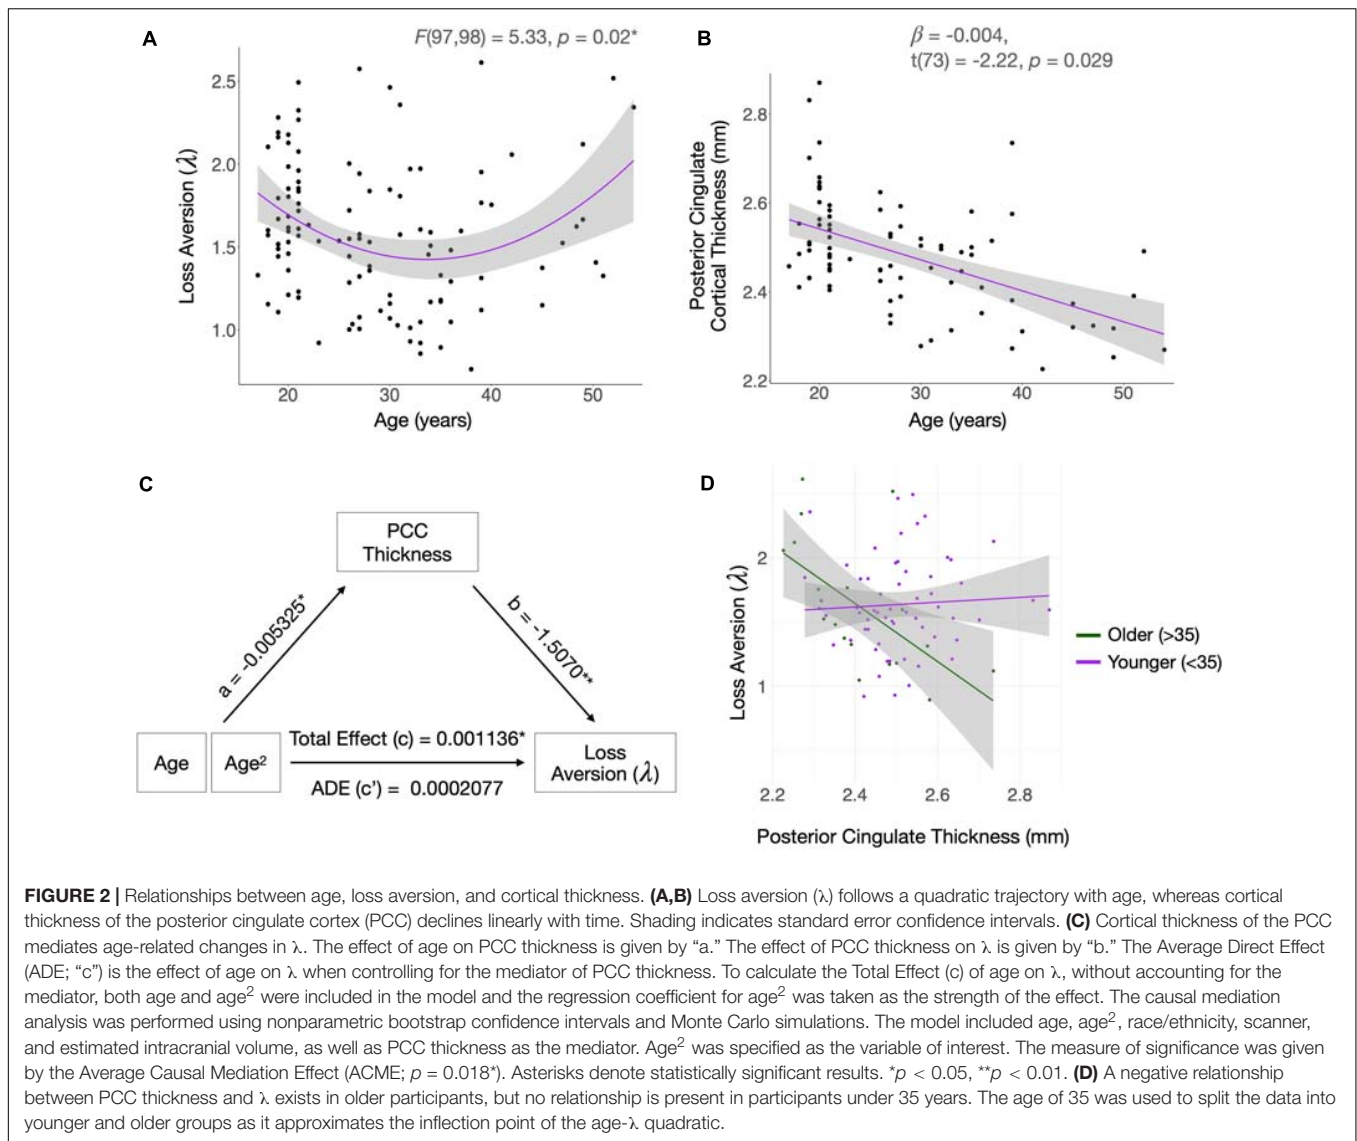 A
F(97,98) = 5.33, p = 0.02*
Loss Aversion (λ)
2.5
2.0
1.5
1.0
20 30 40 50
Age (years)
B
β = -0.004,
t(73) = -2.22, p = 0.029
Posterior Cingulate
Cortical Thickness (mm)
2.8
2.6
2.4
2.2
20 30 40 50
Age (years)
C
PCC
Thickness
a = -0.005325*
b = -1.5070**
Age
Age²
Total Effect (c) = 0.001136*
ADE (c') = 0.0002077
Loss
Aversion (λ)
D
Loss Aversion (λ)
2
1
2.2 2.4 2.6 2.8
Posterior Cingulate Thickness (mm)
Older (>35)
Younger (<35)
FIGURE 2 | Relationships between age, loss aversion, and cortical thickness. (A,B) Loss aversion (λ) follows a quadratic trajectory with age, whereas cortical
thickness of the posterior cingulate cortex (PCC) declines linearly with time. Shading indicates standard error confidence intervals. (C) Cortical thickness of the PCC
mediates age-related changes in λ. The effect of age on PCC thickness is given by “a.” The effect of PCC thickness on λ is given by “b.” The Average Direct Effect
(ADE; “c”) is the effect of age on λ when controlling for the mediator of PCC thickness. To calculate the Total Effect (c) of age on λ, without accounting for the
mediator, both age and age² were included in the model and the regression coefficient for age² was taken as the strength of the effect. The causal mediation
analysis was performed using nonparametric bootstrap confidence intervals and Monte Carlo simulations. The model included age, age², race/ethnicity, scanner,
and estimated intracranial volume, as well as PCC thickness as the mediator. Age² was specified as the variable of interest. The measure of significance was given
by the Average Causal Mediation Effect (ACME; p = 0.018*). Asterisks denote statistically significant results. *p < 0.05, **p < 0.01. (D) A negative relationship
between PCC thickness and λ exists in older participants, but no relationship is present in participants under 35 years. The age of 35 was used to split the data into
younger and older groups as it approximates the inflection point of the age-λ quadratic.